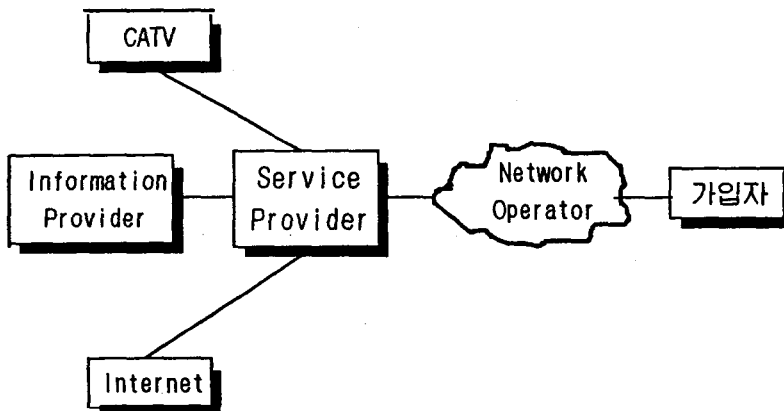 CATV
Information
Provider
Service
Provider
Network
Operator
가입자
Internet